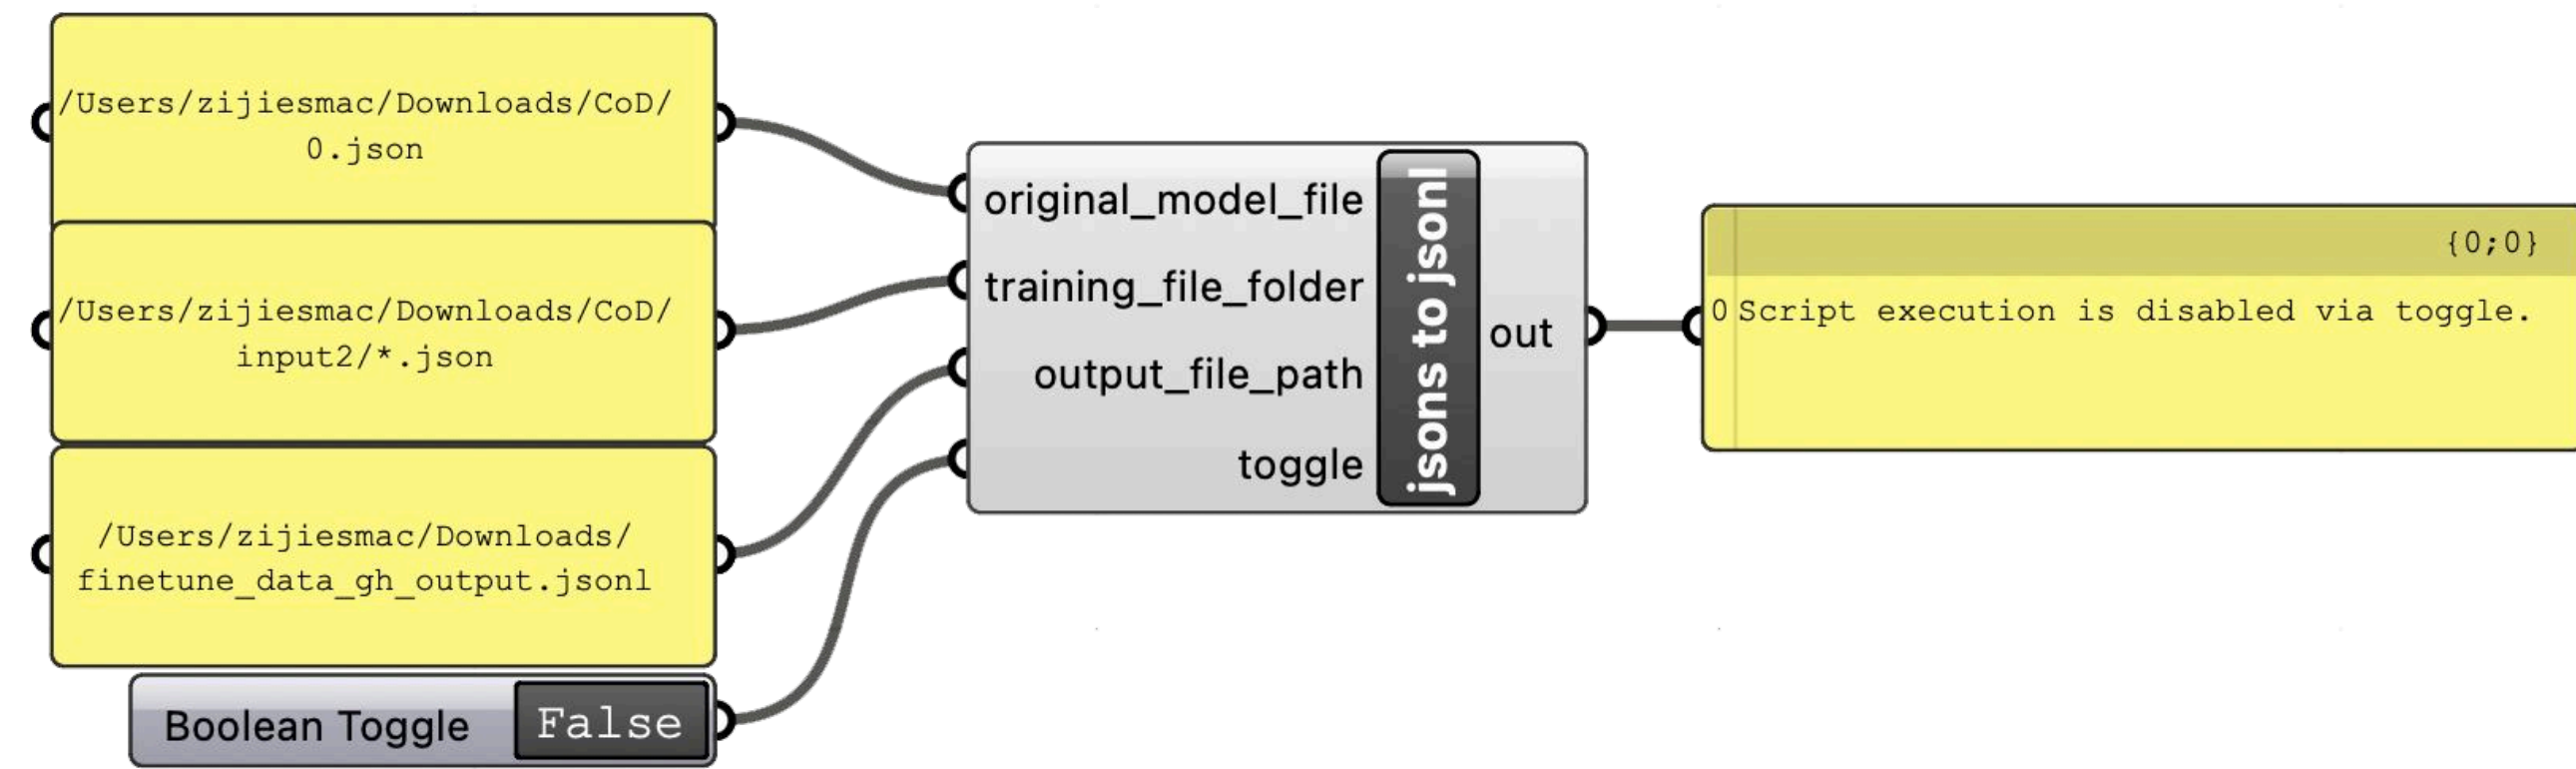 /Users/zijiesmac/Downloads/CoD/
0.json
/Users/zijiesmac/Downloads/CoD/
input2/*.json
/Users/zijiesmac/Downloads/
finetune_data_gh_output.jsonl
Boolean Toggle False
original_model_file
training_file_folder
output_file_path
toggle
jsons to jsonl
out
{0;0}
0 Script execution is disabled via toggle.